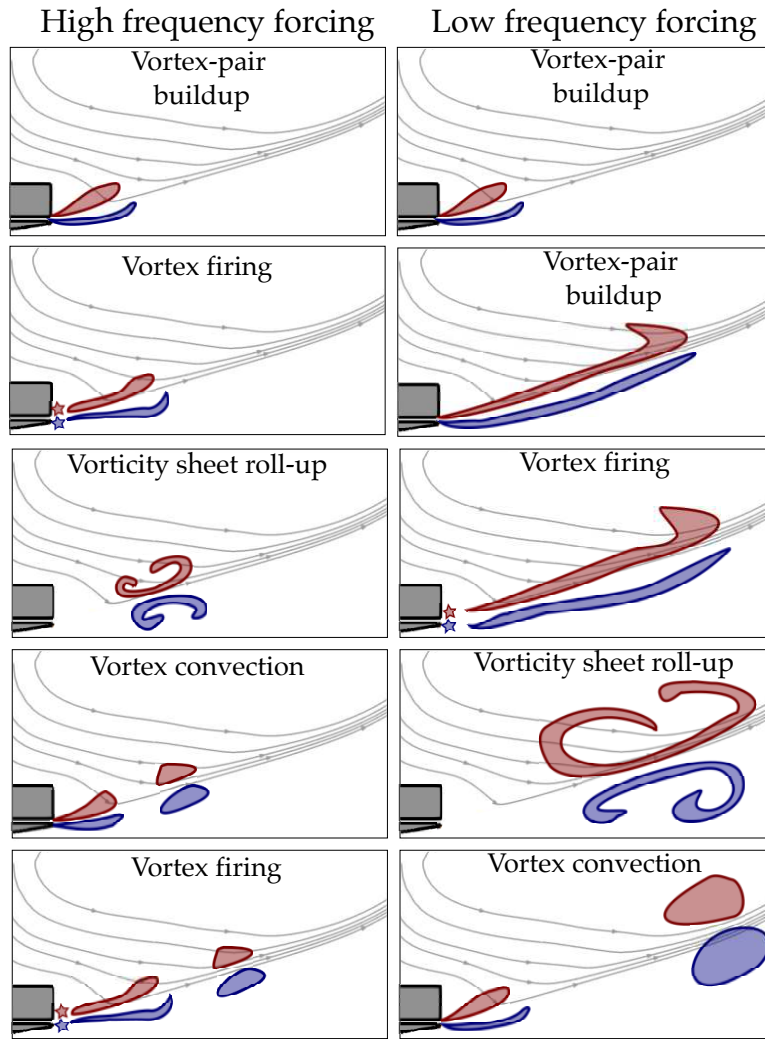 High frequency forcing
Low frequency forcing
Vortex-pair
buildup
Vortex-pair
buildup
Vortex firing
Vortex-pair
buildup
Vorticity sheet roll-up
Vortex firing
Vortex convection
Vorticity sheet roll-up
Vortex firing
Vortex convection